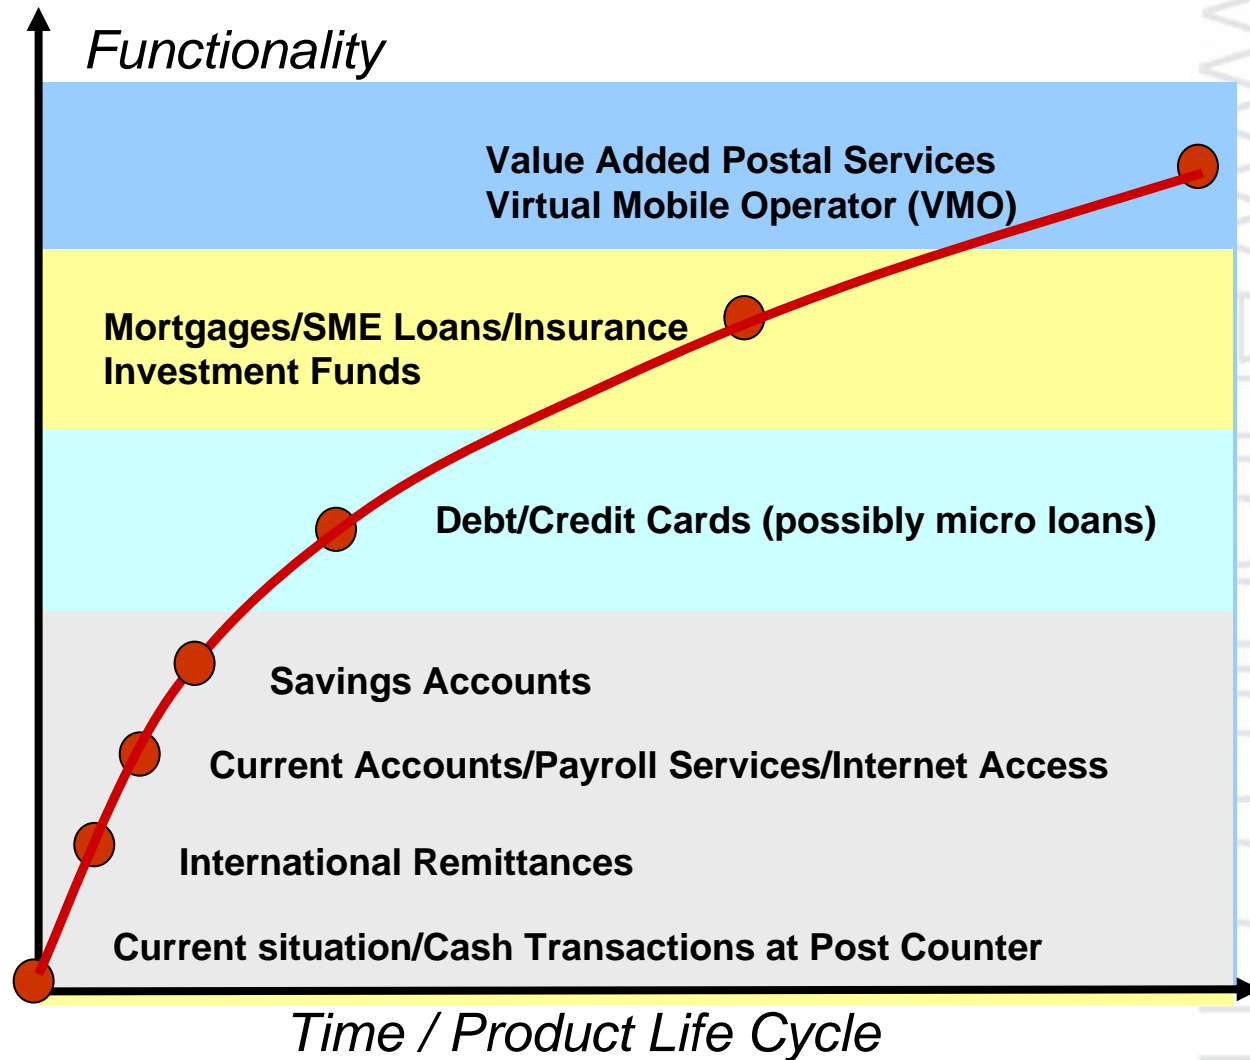 Functionality
Value Added Postal Services
Virtual Mobile Operator (VMO)
Mortgages/SME Loans/Insurance
Investment Funds
Debt/Credit Cards (possibly micro loans)
Savings Accounts
Current Accounts/Payroll Services/Internet Access
International Remittances
Current situation/Cash Transactions at Post Counter
Time / Product Life Cycle